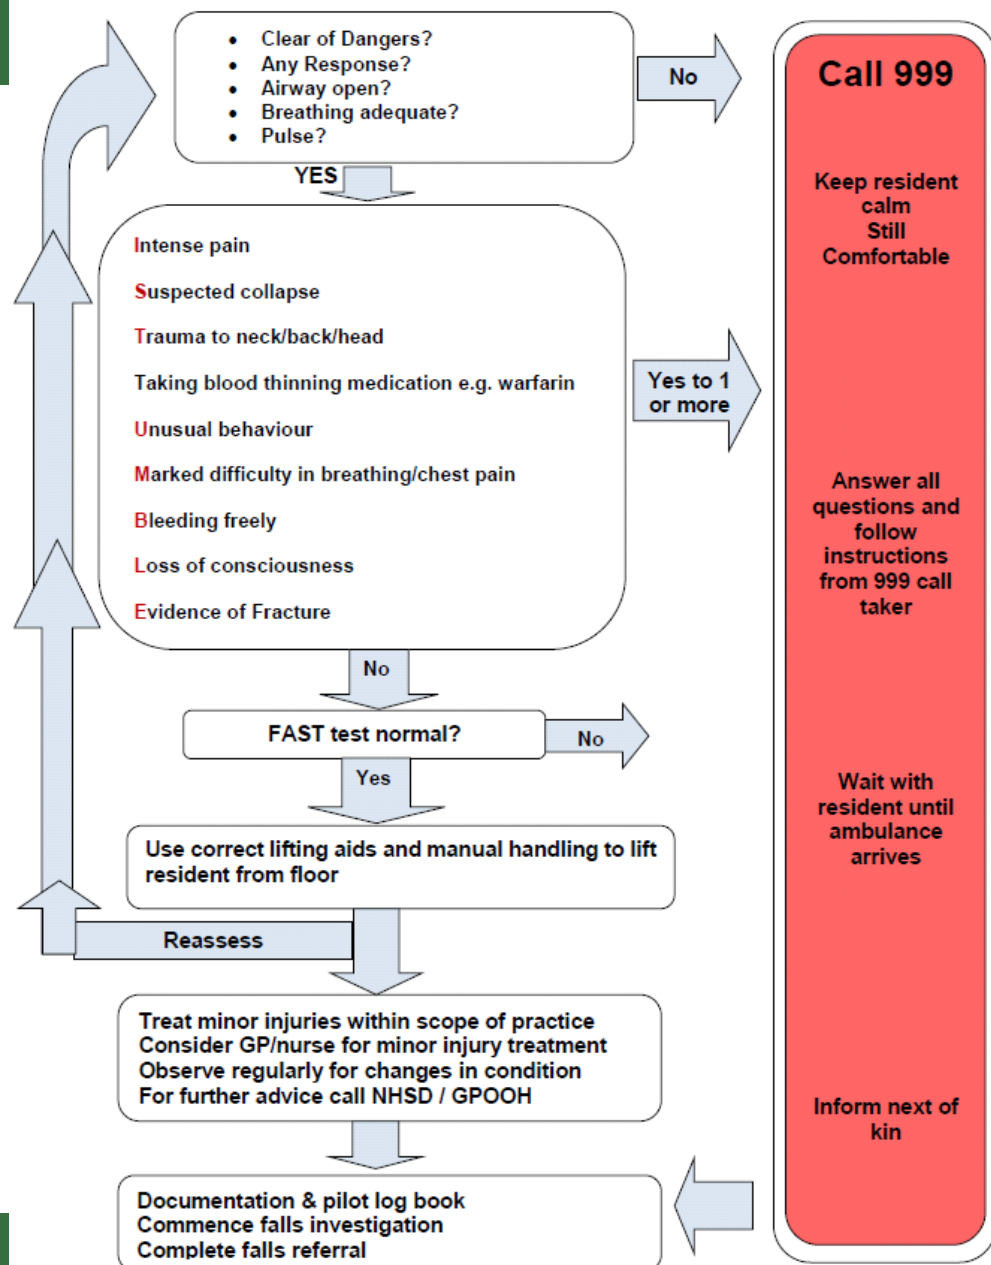 • Clear of Dangers?
• Any Response?
• Airway open?
• Breathing adequate?
• Pulse?
No
YES
Intense pain
Suspected collapse
Trauma to neck/back/head
Taking blood thinning medication e.g. warfarin
Unusual behaviour
Marked difficulty in breathing/chest pain
Bleeding freely
Loss of consciousness
Evidence of Fracture
Yes to 1
or more
No
FAST test normal?
No
Yes
Use correct lifting aids and manual handling to lift
resident from floor
Reassess
Treat minor injuries within scope of practice
Consider GP/nurse for minor injury treatment
Observe regularly for changes in condition
For further advice call NHSD / GPOOH
Documentation & pilot log book
Commence falls investigation
Complete falls referral
Call 999
Keep resident
calm
Still
Comfortable
Answer all
questions and
follow
instructions
from 999 call
taker
Wait with
resident until
ambulance
arrives
Inform next of
kin